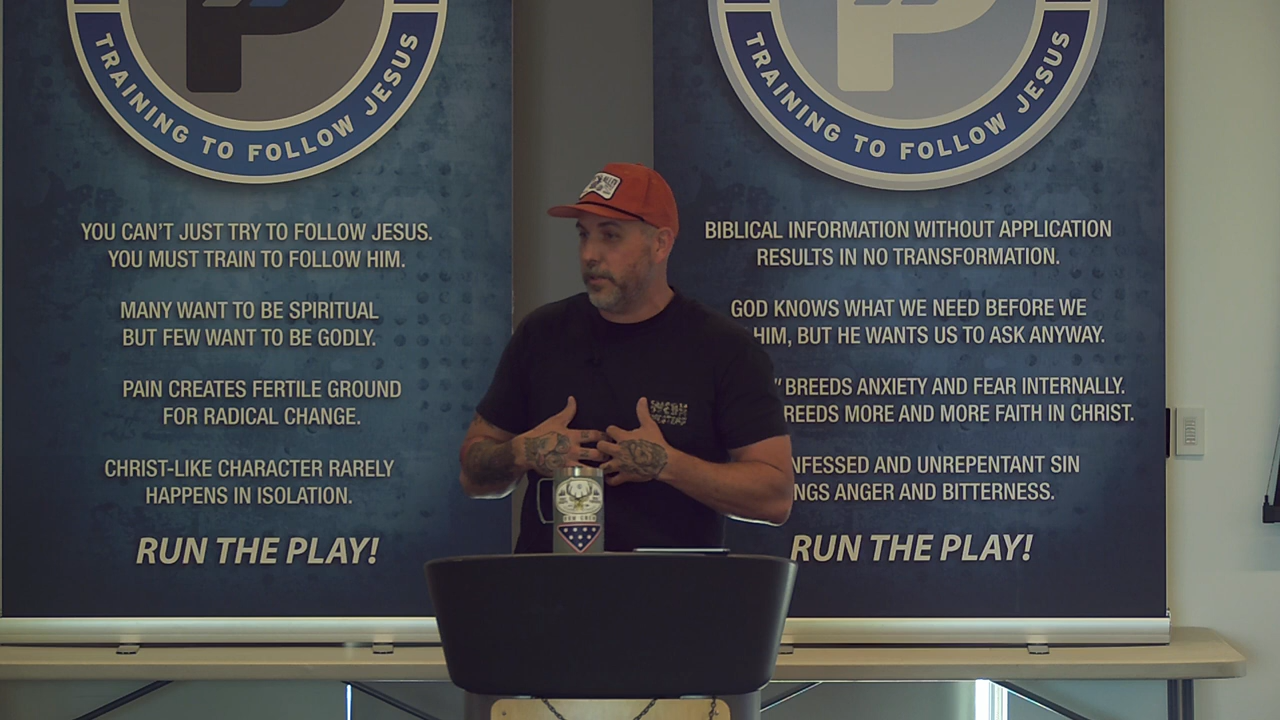 TRAINING TO FOLLOW JESUS
YOU CAN'T JUST TRY TO FOLLOW JESUS.
YOU MUST TRAIN TO FOLLOW HIM.
MANY WANT TO BE SPIRITUAL
BUT FEW WANT TO BE GODLY.
PAIN CREATES FERTILE GROUND
FOR RADICAL CHANGE.
CHRIST-LIKE CHARACTER RARELY
HAPPENS IN ISOLATION.
RUN THE PLAY!
TRAINING TO FOLLOW JESUS
BIBLICAL INFORMATION WITHOUT APPLICATION
RESULTS IN NO TRANSFORMATION.
GOD KNOWS WHAT WE NEED BEFORE WE
HIM, BUT HE WANTS US TO ASK ANYWAY.
" BREEDS ANXIETY AND FEAR INTERNALLY.
REEDS MORE AND MORE FAITH IN CHRIST.
NFESSED AND UNREPENTANT SIN
NGS ANGER AND BITTERNESS.
RUN THE PLAY!